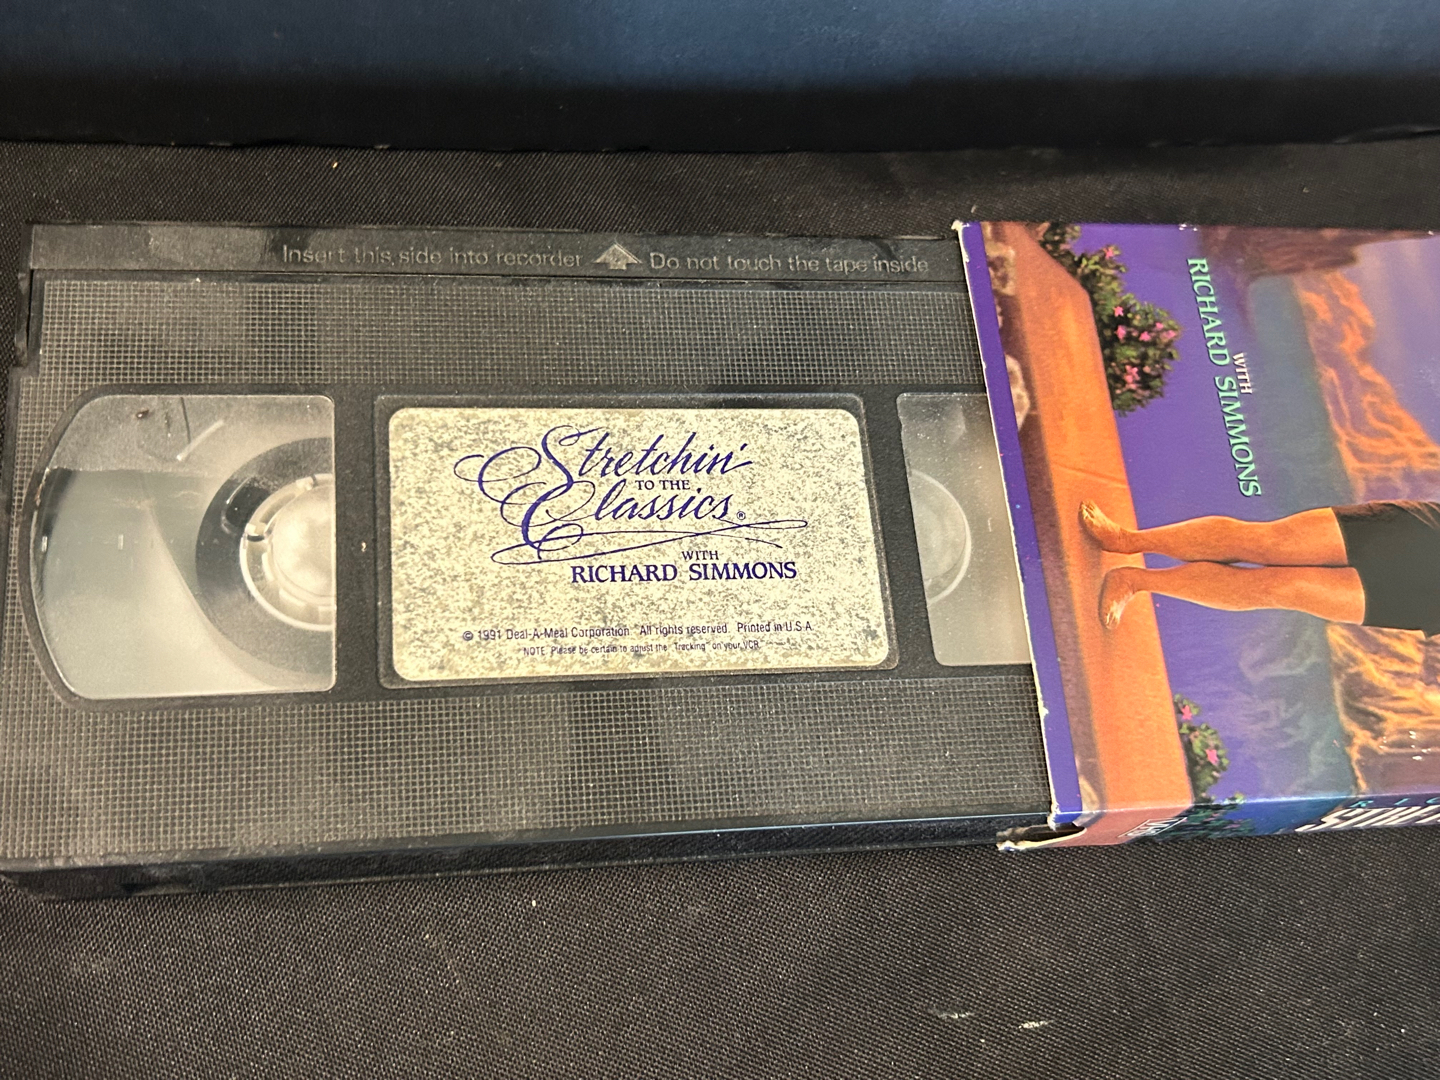 Insert this side into recorder Do not touch the tape inside
Stretchin'
TO THE
Classics®
WITH
RICHARD SIMMONS
© 1991 Deal-A-Meal Corporation. All rights reserved. Printed in U.S.A.
NOTE: Please be certain to adjust the "Tracking" on your VCR.
WITH
RICHARD SIMMONS